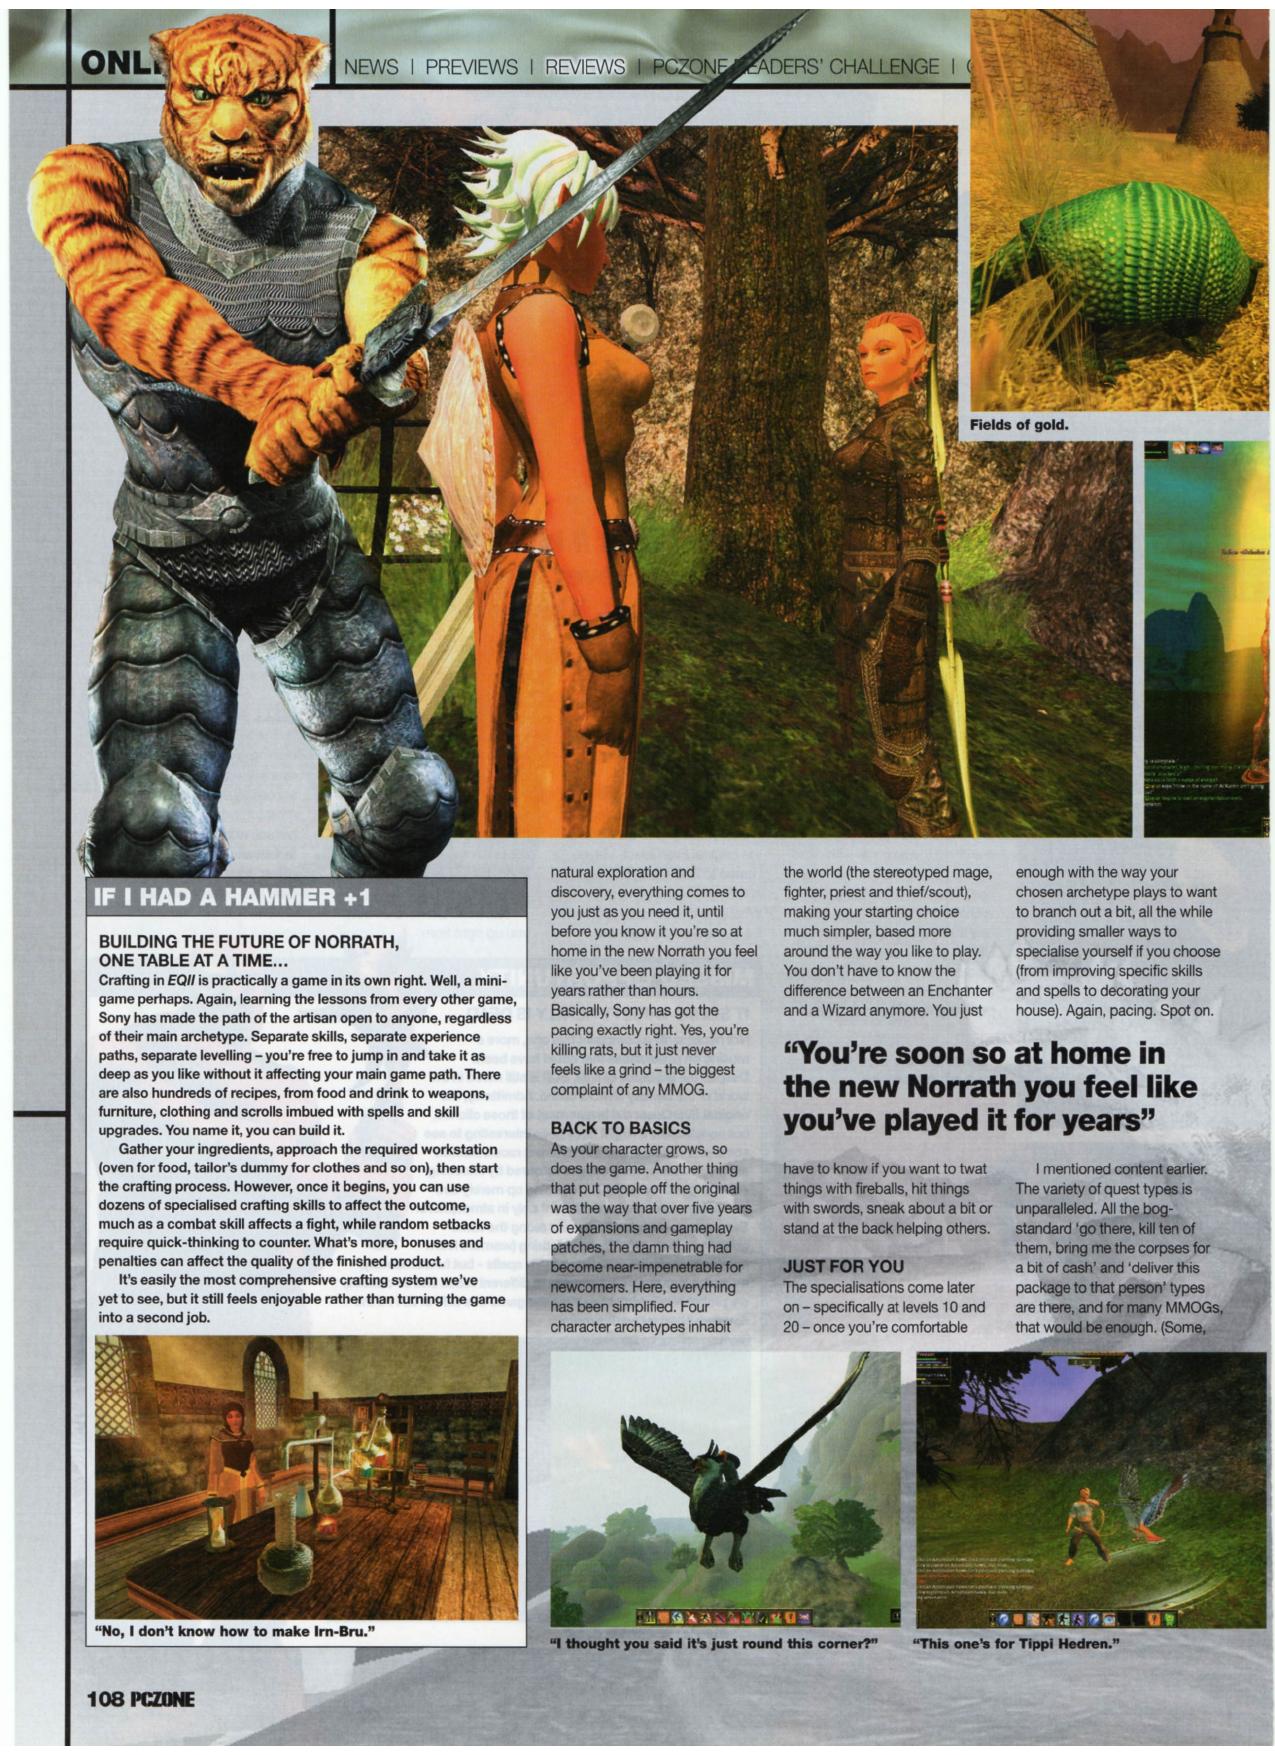 ONLI
NEWS | PREVIEWS | REVIEWS | PCZONE READERS' CHALLENGE |
Fields of gold.
IF I HAD A HAMMER +1
BUILDING THE FUTURE OF NORRATH,
ONE TABLE AT A TIME...
Crafting in EQII is practically a game in its own right. Well, a mini-
game perhaps. Again, learning the lessons from every other game,
Sony has made the path of the artisan open to anyone, regardless
of their main archetype. Separate skills, separate experience
paths, separate levelling – you're free to jump in and take it as
deep as you like without it affecting your main game path. There
are also hundreds of recipes, from food and drink to weapons,
furniture, clothing and scrolls imbued with spells and skill
upgrades. You name it, you can build it.
Gather your ingredients, approach the required workstation
(oven for food, tailor's dummy for clothes and so on), then start
the crafting process. However, once it begins, you can use
dozens of specialised crafting skills to affect the outcome,
much as a combat skill affects a fight, while random setbacks
require quick-thinking to counter. What's more, bonuses and
penalties can affect the quality of the finished product.
It's easily the most comprehensive crafting system we've
yet to see, but it still feels enjoyable rather than turning the game
into a second job.
"No, I don't know how to make Irn-Bru."
natural exploration and
discovery, everything comes to
you just as you need it, until
before you know it you're so at
home in the new Norrath you feel
like you've been playing it for
years rather than hours.
Basically, Sony has got the
pacing exactly right. Yes, you're
killing rats, but it just never
feels like a grind – the biggest
complaint of any MMOG.
BACK TO BASICS
As your character grows, so
does the game. Another thing
that put people off the original
was the way that over five years
of expansions and gameplay
patches, the damn thing had
become near-impenetrable for
newcomers. Here, everything
has been simplified. Four
character archetypes inhabit
the world (the stereotyped mage,
fighter, priest and thief/scout),
making your starting choice
much simpler, based more
around the way you like to play.
You don't have to know the
difference between an Enchanter
and a Wizard anymore. You just
"You're soon so at home in
the new Norrath you feel like
you've played it for years"
have to know if you want to twat
things with fireballs, hit things
with swords, sneak about a bit or
stand at the back helping others.
JUST FOR YOU
The specialisations come later
on – specifically at levels 10 and
20 – once you're comfortable
enough with the way your
chosen archetype plays to want
to branch out a bit, all the while
providing smaller ways to
specialise yourself if you choose
(from improving specific skills
and spells to decorating your
house). Again, pacing. Spot on.
I mentioned content earlier.
The variety of quest types is
unparalleled. All the bog-
standard 'go there, kill ten of
them, bring me the corpses for
a bit of cash' and 'deliver this
package to that person' types
are there, and for many MMOGs,
that would be enough. (Some,
"I thought you said it's just round this corner?"
"This one's for Tippi Hedren."
108 PCZONE